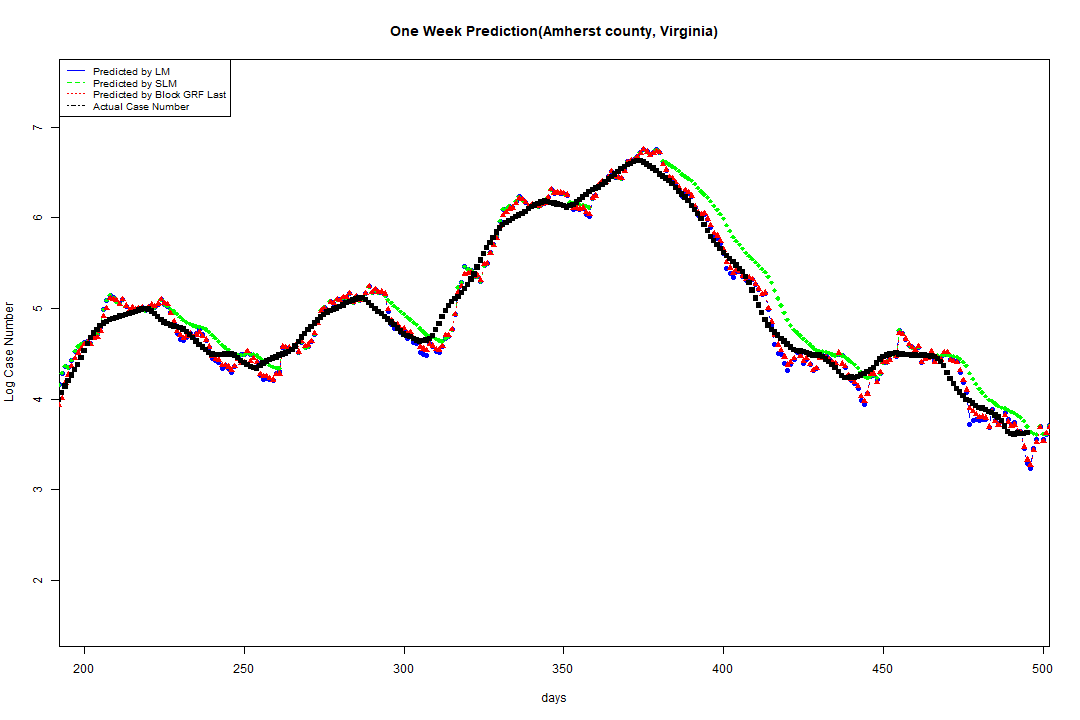 One Week Prediction(Amherst county, Virginia)
Predicted by LM
Predicted by SLM
Predicted by Block GRF Last
Actual Case Number
7
6
5
4
3
2
Log Case Number
200 250 300 350 400 450 500
days